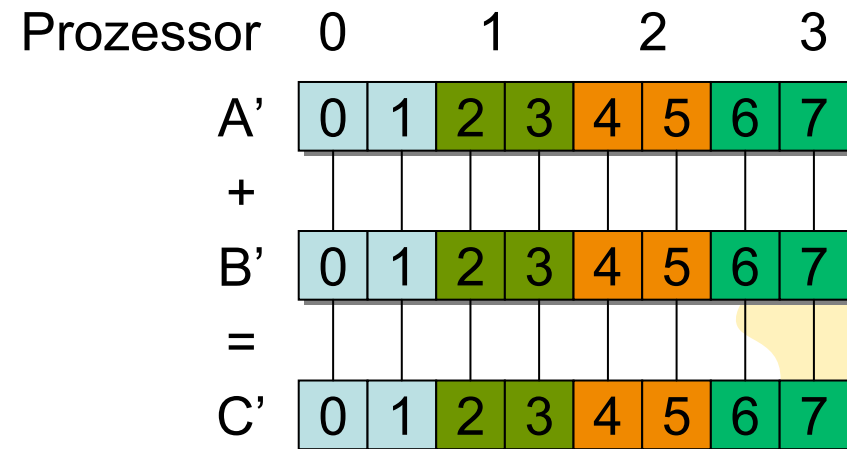 Prozessor 0 1 2 3
A’ 0 1 2 3 4 5 6 7
+
B’ 0 1 2 3 4 5 6 7
=
C’ 0 1 2 3 4 5 6 7